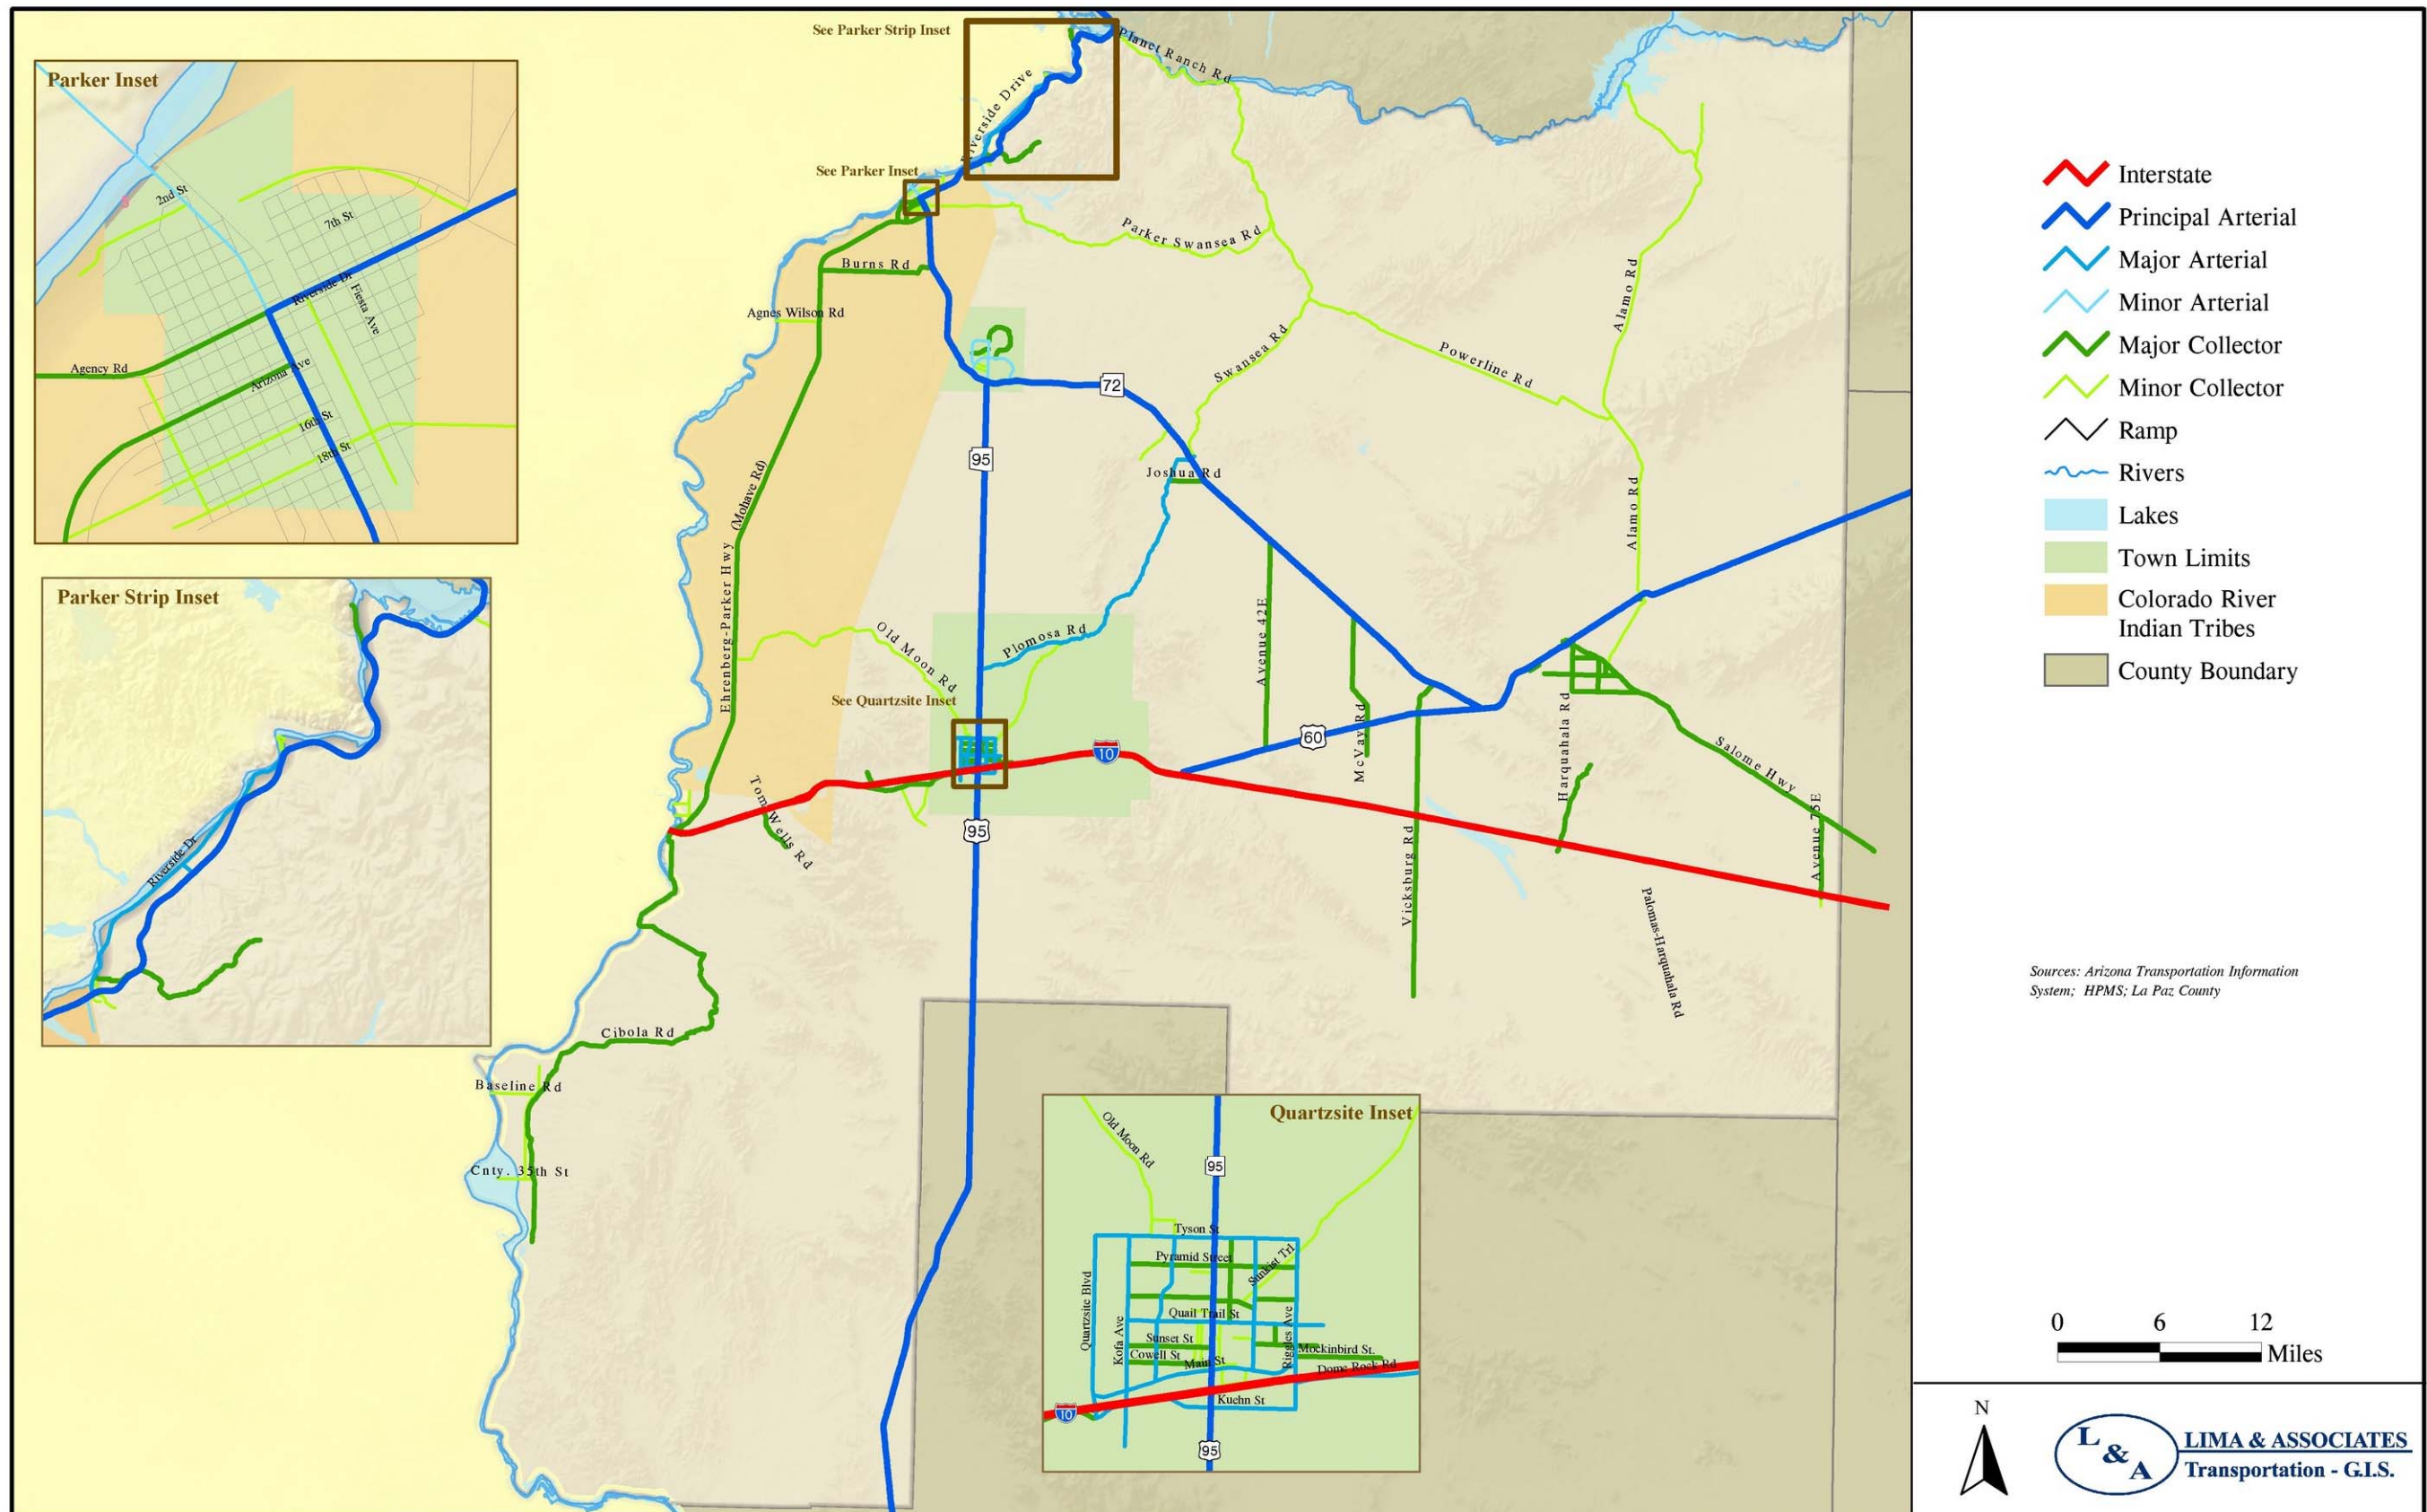 Parker Inset
2nd St
7th St
Riverside Dr
Fiesta Ave
Agency Rd
Arizona Ave
16th St
18th St
Parker Strip Inset
Riverside Dr
See Parker Strip Inset
Planet Ranch Rd
Riverside Drive
See Parker Inset
Parker Swansea Rd
Burns Rd
Agnes Wilson Rd
Alamo Rd
Swansea Rd
Powerline Rd
72
95
Joshua Rd
(Mohave Rd)
Alamo Rd
Ehrenberg-Parker Hwy
Old Moon Rd
Plomosa Rd
Avenue 42E
See Quartzsite Inset
10
60
McVay Rd
Harquahala Rd
Salome Hwy
Tom Wells Rd
95
Vicksburg Rd
Avenue 75E
Palomas-Harquahala Rd
Cibola Rd
Baseline Rd
Cnty. 35th St
Quartzsite Inset
Old Moon Rd
95
Tyson St
Pyramid Street
Sunkist Trl
Quartzsite Blvd
Quail Trail St
Kofa Ave
Riggles Ave
Sunset St
Mockinbird St.
Cowell St
Main St
Dome Rock Rd
Kuehn St
10
95
Interstate
Principal Arterial
Major Arterial
Minor Arterial
Major Collector
Minor Collector
Ramp
Rivers
Lakes
Town Limits
Colorado River
Indian Tribes
County Boundary
Sources: Arizona Transportation Information
System; HPMS; La Paz County
0 6 12
Miles
N
L & A
LIMA & ASSOCIATES
Transportation - G.I.S.